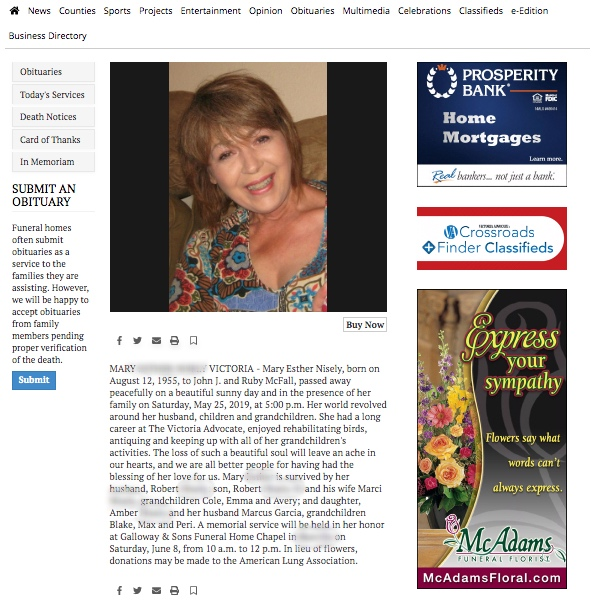 News Counties Sports Projects Entertainment Opinion Obituaries Multimedia Celebrations Classifieds e-Edition
Business Directory
Obituaries
Today's Services
Death Notices
Card of Thanks
In Memoriam
SUBMIT AN
OBITUARY
Funeral homes
often submit
obituaries as a
service to the
families they are
assisting. However,
we will be happy to
accept obituaries
from family
members pending
proper verification
of the death.
Submit
Buy Now
MARY VICTORIA - Mary Esther Nisely, born on
August 12, 1955, to John J. and Ruby McFall, passed away
peacefully on a beautiful sunny day and in the presence of her
family on Saturday, May 25, 2019, at 5:00 p.m. Her world revolved
around her husband, children and grandchildren. She had a long
career at The Victoria Advocate, enjoyed rehabilitating birds,
antiquing and keeping up with all of her grandchildren's
activities. The loss of such a beautiful soul will leave an ache in
our hearts, and we are all better people for having had the
blessing of her love for us. Mary is survived by her
husband, Robert son, Robert and his wife Marci
grandchildren Cole, Emma and Avery; and daughter,
Amber and her husband Marcus Garcia, grandchildren
Blake, Max and Peri. A memorial service will be held in her honor
at Galloway & Sons Funeral Home Chapel in on
Saturday, June 8, from 10 a.m. to 12 p.m. In lieu of flowers,
donations may be made to the American Lung Association.
PROSPERITY
BANK
Member
FDIC
Home
Mortgages
Learn more.
Real bankers... not just a bank.
Crossroads
Finder Classifieds
Express
your
sympathy
Flowers say what
words can't
always express.
McAdams
FUNERAL FLORIST
McAdamsFloral.com